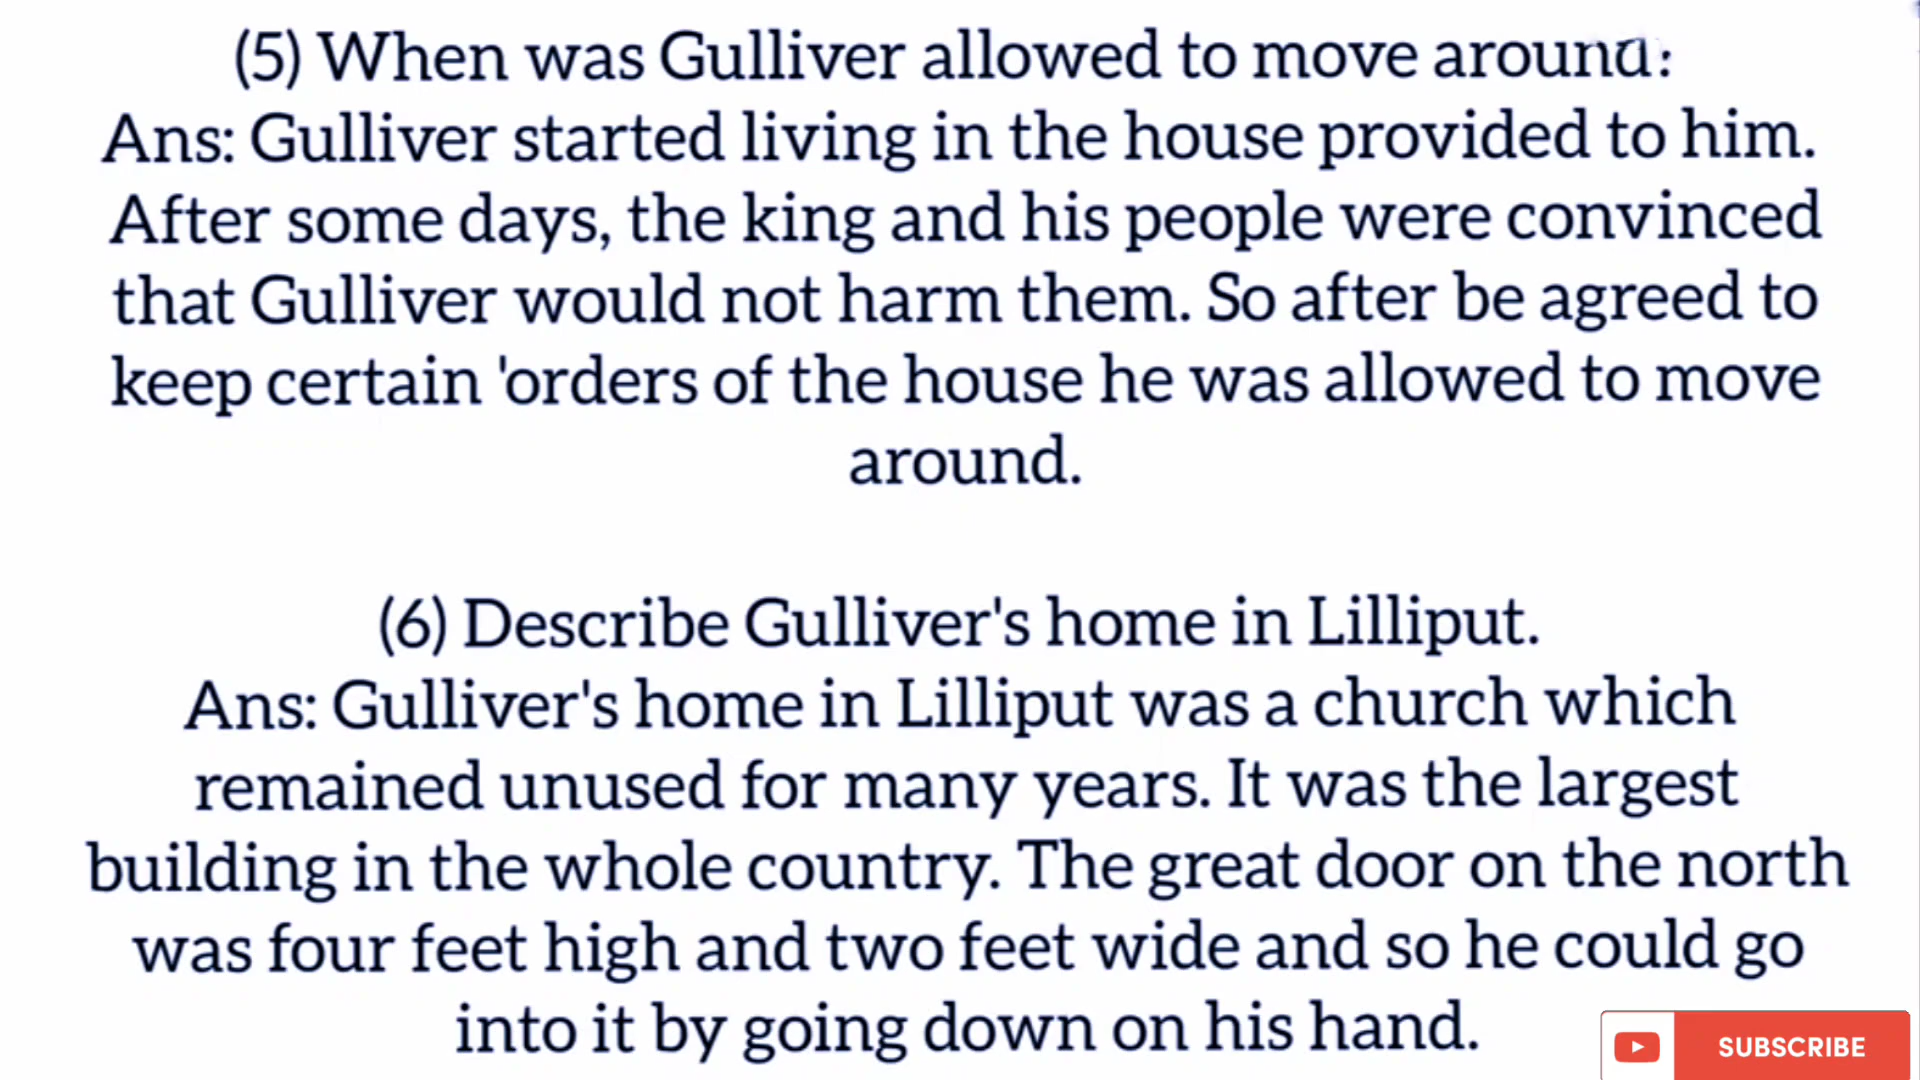 (5) When was Gulliver allowed to move around?
Ans: Gulliver started living in the house provided to him.
After some days, the king and his people were convinced
that Gulliver would not harm them. So after be agreed to
keep certain 'orders of the house he was allowed to move
around.
(6) Describe Gulliver's home in Lilliput.
Ans: Gulliver's home in Lilliput was a church which
remained unused for many years. It was the largest
building in the whole country. The great door on the north
was four feet high and two feet wide and so he could go
into it by going down on his hand.
SUBSCRIBE